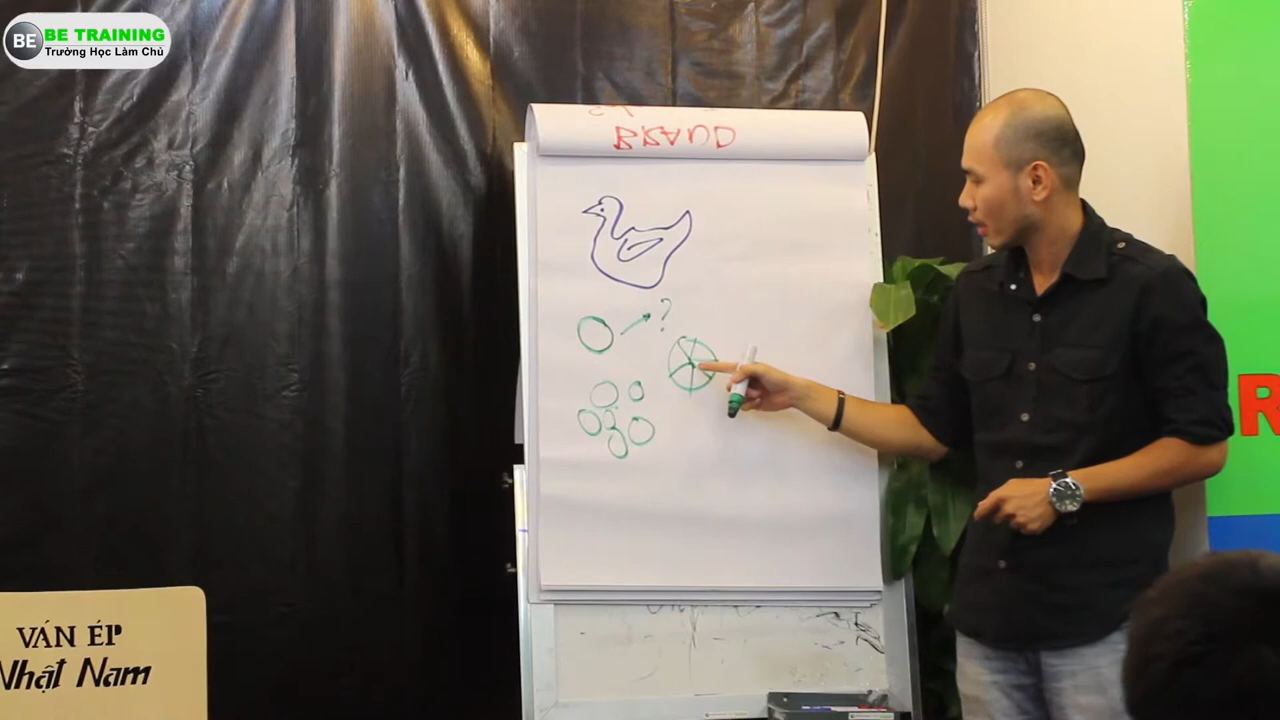 BE
BE TRAINING
Trường Học Làm Chủ
BRAND
?
VÁN ÉP
Nhật Nam
R